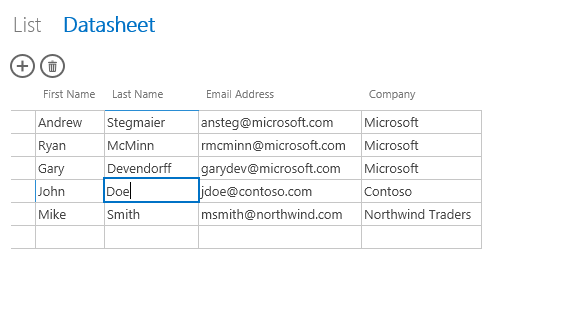 List Datasheet
First Name Last Name Email Address Company
Andrew Stegmaier ansteg@microsoft.com Microsoft
Ryan McMinn rmcminn@microsoft.com Microsoft
Gary Devendorff garydev@microsoft.com Microsoft
John Doe jdoe@contoso.com Contoso
Mike Smith msmith@northwind.com Northwind Traders